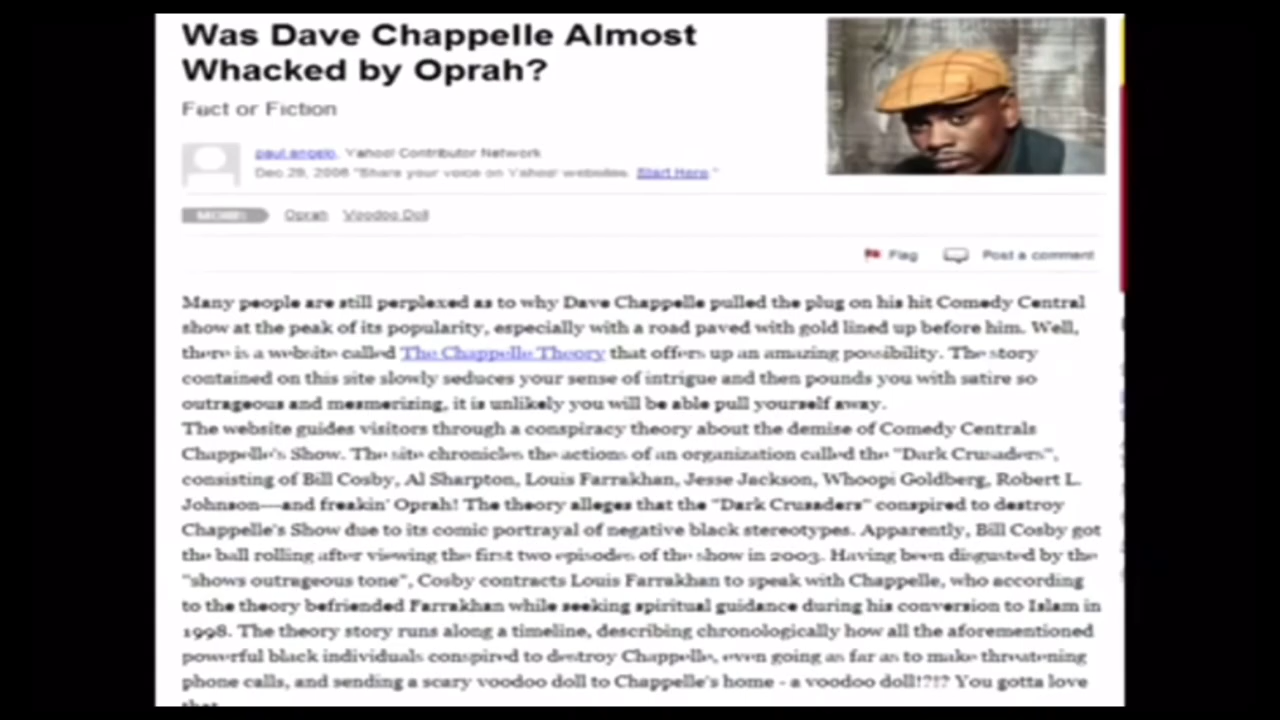 Was Dave Chappelle Almost
Whacked by Oprah?
Fact or Fiction
paul angelo, Yahoo! Contributor Network
Dec 29, 2006 "Share your voice on Yahoo! websites. Start Here."
MORE:
Oprah Voodoo Doll
Flag Post a comment
Many people are still perplexed as to why Dave Chappelle pulled the plug on his hit Comedy Central
show at the peak of its popularity, especially with a road paved with gold lined up before him. Well,
there is a website called The Chappelle Theory that offers up an amazing possibility. The story
contained on this site slowly seduces your sense of intrigue and then pounds you with satire so
outrageous and mesmerizing, it is unlikely you will be able pull yourself away.
The website guides visitors through a conspiracy theory about the demise of Comedy Centrals
Chappelle's Show. The site chronicles the actions of an organization called the "Dark Crusaders",
consisting of Bill Cosby, Al Sharpton, Louis Farrakhan, Jesse Jackson, Whoopi Goldberg, Robert L.
Johnson—and freakin' Oprah! The theory alleges that the "Dark Crusaders" conspired to destroy
Chappelle's Show due to its comic portrayal of negative black stereotypes. Apparently, Bill Cosby got
the ball rolling after viewing the first two episodes of the show in 2003. Having been disgusted by the
"shows outrageous tone", Cosby contracts Louis Farrakhan to speak with Chappelle, who according
to the theory befriended Farrakhan while seeking spiritual guidance during his conversion to Islam in
1998. The theory story runs along a timeline, describing chronologically how all the aforementioned
powerful black individuals conspired to destroy Chappelle, even going as far as to make threatening
phone calls, and sending a scary voodoo doll to Chappelle's home - a voodoo doll!?!? You gotta love